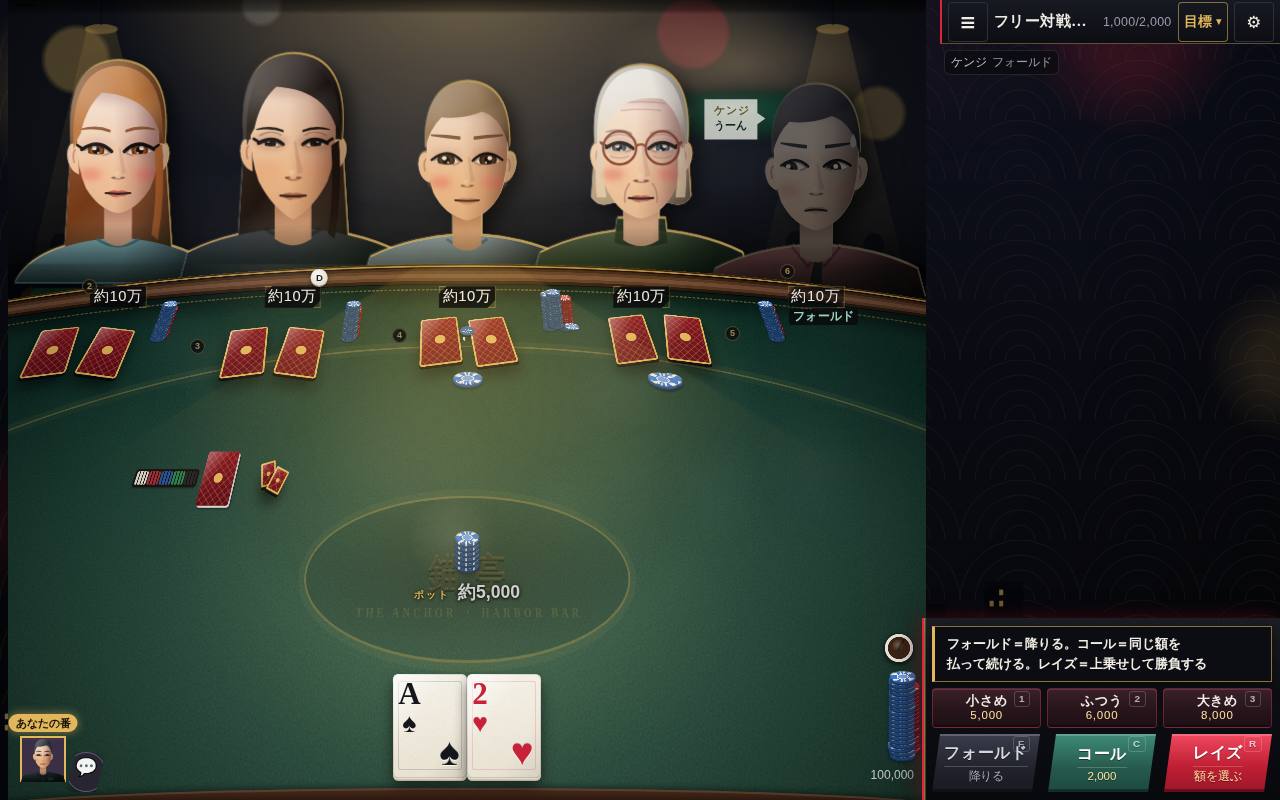 フリー対戦…
1,000/2,000
目標▾
ケンジ フォールド
ケンジ
うーん
D
2
約10万
約10万
約10万
約10万
6
約10万
フォールド
3
4
5
ポット 約5,000
THE ANCHOR · HARBOR BAR
A
2
あなたの番
100,000
フォールド＝降りる。コール＝同じ額を
払って続ける。レイズ＝上乗せして勝負する
小さめ 1
5,000
ふつう 2
6,000
大きめ 3
8,000
フォールド F
降りる
コール C
2,000
レイズ R
額を選ぶ